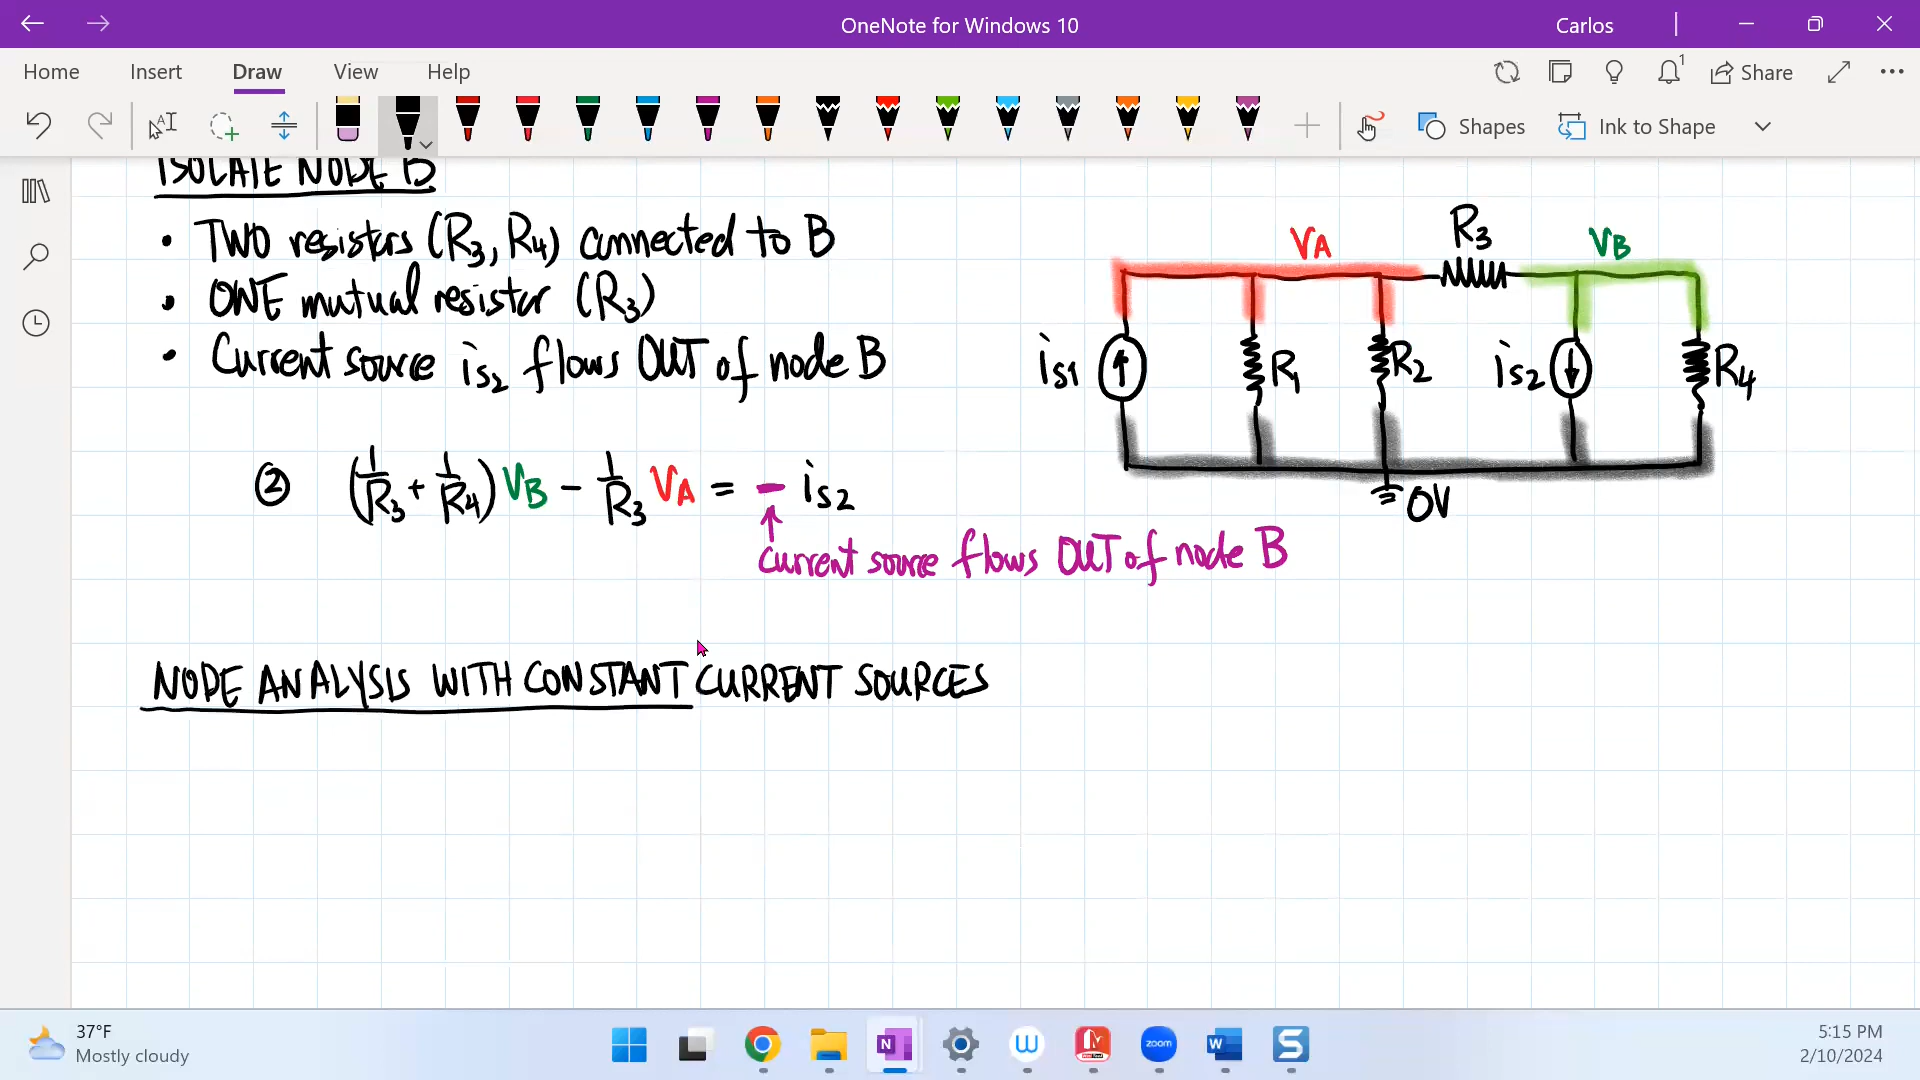 OneNote for Windows 10
Carlos
Home Insert Draw View Help
1
Share
Shapes
Ink to Shape
ISOLATE NODE B
• TWO resistors (R3, R4) connected to B
• ONE mutual resistor (R3)
• Current source is2 flows OUT of node B
② (1/R3 + 1/R4) VB - 1/R3 VA = - is2
↑
current source flows OUT of node B
VA R3 VB
is1 R1 R2 is2 R4
0V
NODE ANALYSIS WITH CONSTANT CURRENT SOURCES
37°F
Mostly cloudy
zoom
5:15 PM
2/10/2024